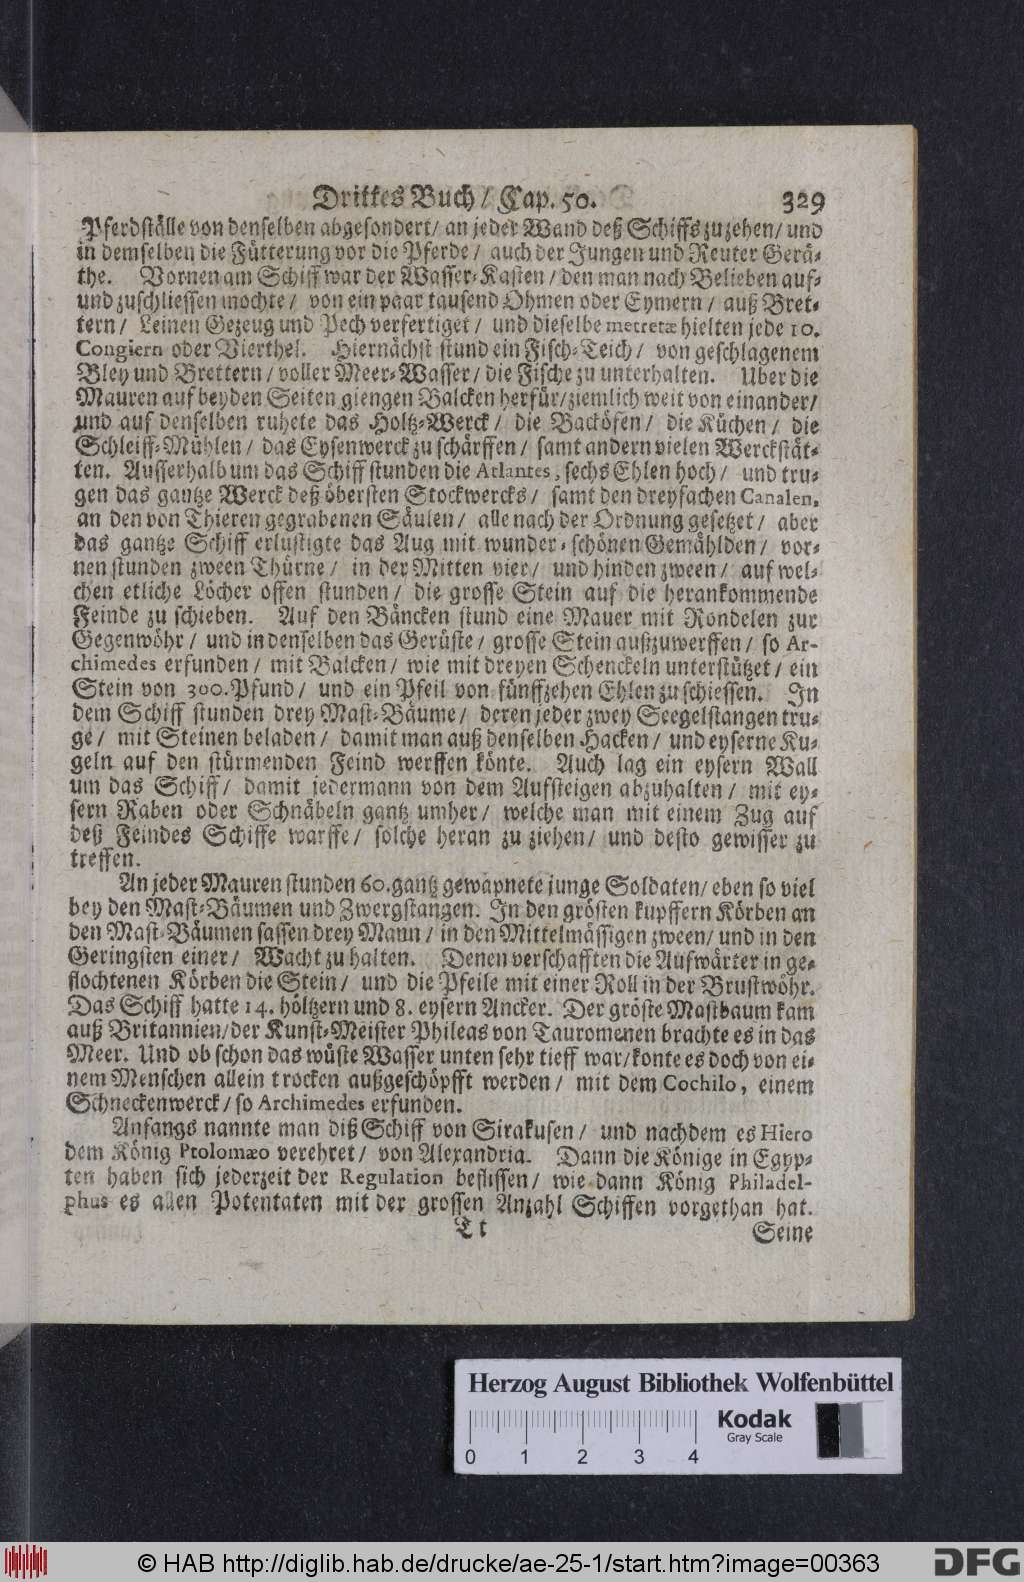 Drittes Buch / Cap. 50. 329
Pferdställe von denselben abgesondert / an jeder Wand deß Schiffs zu zehen / und
in demselben die Fütterung vor die Pferde / auch der Jungen und Reuter Gerä-
the. Vornen am Schiff war der Wasser-Kasten / den man nach Belieben auf-
und zuschliessen mochte / von ein paar tausend Ohmen oder Eymern / auß Bret-
tern / Leinen Gezeug und Pech verfertiget / und dieselbe metretæ hielten jede 10.
Congiern oder Vierthel. Hiernächst stund ein Fisch-Teich / von geschlagenem
Bley und Brettern / voller Meer-Wasser / die Fische zu unterhalten. Uber die
Mauren auf beyden Seiten giengen Balcken herfür / ziemlich weit von einander /
und auf denselben ruhete das Holtz-Werck / die Backöfen / die Küchen / die
Schleiff-Mühlen / das Eysenwerck zu schärffen / samt andern vielen Werckstät-
ten. Ausserhalb um das Schiff stunden die Atlantes, sechs Ehlen hoch / und tru-
gen das gantze Werck deß öbersten Stockwercks / samt den dreyfachen Canalen,
an den von Thieren gegrabenen Säulen / alle nach der Ordnung gesetzet / aber
das gantze Schiff erlustigte das Aug mit wunder-schönen Gemählden / vor-
nen stunden zween Thürne / in der Mitten vier / und hinden zween / auf wel-
chen etliche Löcher offen stunden / die grosse Stein auf die herankommende
Feinde zu schieben. Auf den Bäncken stund eine Mauer mit Rondelen zur
Gegenwöhr / und in denselben das Gerüste / grosse Stein außzuwerffen / so Ar-
chimedes erfunden / mit Balcken / wie mit dreyen Schenckeln unterstützet / ein
Stein von 300. Pfund / und ein Pfeil von fünffzehen Ehlen zu schiessen. In
dem Schiff stunden drey Mast-Bäume / deren jeder zwey Seegelstangen tru-
ge / mit Steinen beladen / damit man auß denselben Hacken / und eyserne Ku-
geln auf den stürmenden Feind werffen könte. Auch lag ein eysern Wall
um das Schiff / damit jedermann von dem Aufsteigen abzuhalten / mit ey-
sern Raben oder Schnäbeln gantz umher / welche man mit einem Zug auf
deß Feindes Schiffe warffe / solche heran zu ziehen / und desto gewisser zu
treffen.
An jeder Mauren stunden 60. gantz gewapnete junge Soldaten / eben so viel
bey den Mast-Bäumen und Zwergstangen. In den grösten kupffern Körben an
den Mast-Bäumen sassen drey Mann / in den Mittelmässigen zween / und in den
Geringsten einer / Wacht zu halten. Denen verschafften die Aufwärter in ge-
flochtenen Körben die Stein / und die Pfeile mit einer Roll in der Brustwöhr.
Das Schiff hatte 14. höltzern und 8. eysern Ancker. Der gröste Mastbaum kam
auß Britannien / der Kunst-Meister Phileas von Tauromenen brachte es in das
Meer. Und ob schon das wüste Wasser unten sehr tieff war / konte es doch von ei-
nem Menschen allein trocken außgeschöpfft werden / mit dem Cochilo, einem
Schneckenwerck / so Archimedes erfunden.
Anfangs nannte man diß Schiff von Sirakusen / und nachdem es Hiero
dem König Ptolomæo verehret / von Alexandria. Dann die Könige in Egyp-
ten haben sich jederzeit der Regulation beflissen / wie dann König Philadel-
phus es allen Potentaten mit der grossen Anzahl Schiffen vorgethan hat.
Tt Seine
Herzog August Bibliothek Wolfenbüttel
Kodak
Gray Scale
0 1 2 3 4
© HAB http://diglib.hab.de/drucke/ae-25-1/start.htm?image=00363
DFG